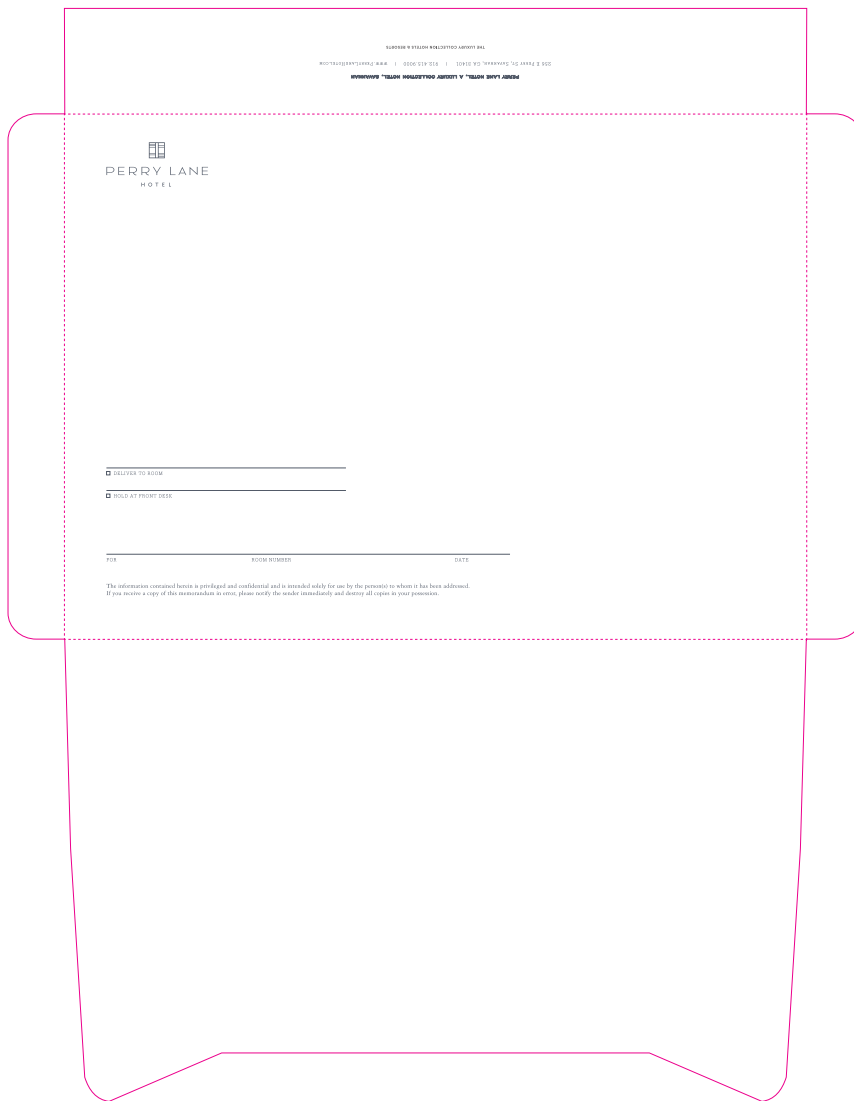 PERRY LANE HOTEL, A LUXURY COLLECTION HOTEL, SAVANNAH
256 E PERRY ST, SAVANNAH, GA 31401 | 912.415.9000 | WWW.PERRYLANEHOTEL.COM
THE LUXURY COLLECTION HOTELS & RESORTS
PERRY LANE
HOTEL
DELIVER TO ROOM
HOLD AT FRONT DESK
FOR ROOM NUMBER DATE
The information contained herein is privileged and confidential and is intended solely for use by the person(s) to whom it has been addressed.
If you receive a copy of this memorandum in error, please notify the sender immediately and destroy all copies in your possession.